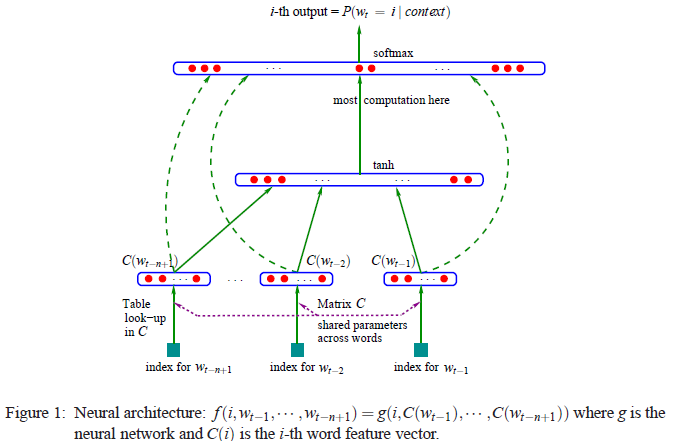 i-th output = P(w_t = i | context)
softmax
. . .
. . .
most computation here
tanh
. . .
. . .
C(w_{t−n+1})
C(w_{t−2})
C(w_{t−1})
. . .
. . .
. . .
. . .
Table
look−up
in C
Matrix C
shared parameters
across words
index for w_{t−n+1}
index for w_{t−2}
index for w_{t−1}
Figure 1: Neural architecture: f(i, w_{t−1}, ··· , w_{t−n+1}) = g(i, C(w_{t−1}), ··· , C(w_{t−n+1})) where g is the
neural network and C(i) is the i-th word feature vector.